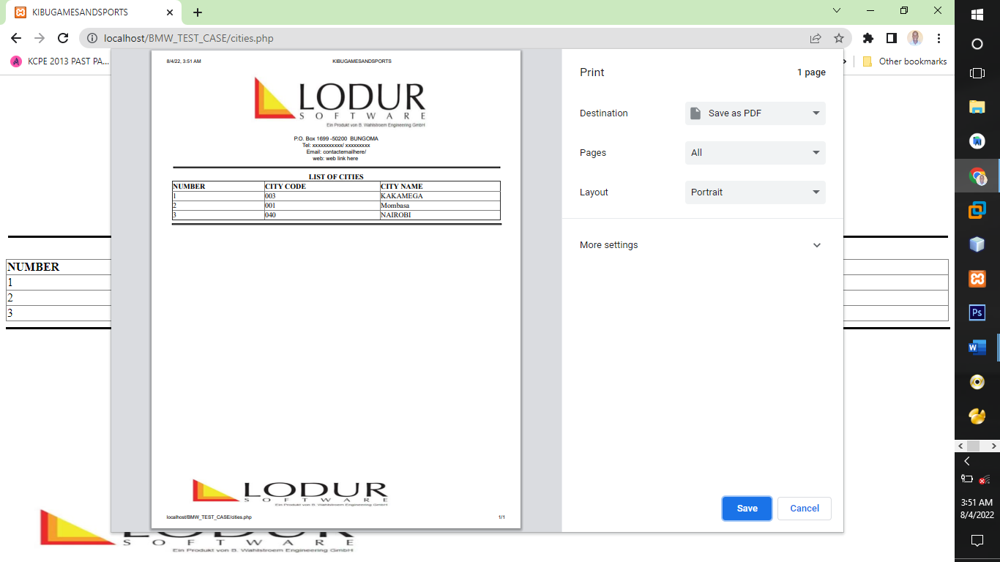 KIBUGAMESANDSPORTS
localhost/BMW_TEST_CASE/cities.php
KCPE 2013 PAST PA...
Other bookmarks
8/4/22, 3:51 AM KIBUGAMESANDSPORTS
LODUR
SOFTWARE
Ein Produkt von B. Wahlstroem Engineering GmbH
P.O. Box 1699 -50200 BUNGOMA
Tel: xxxxxxxxxxx/ xxxxxxxxx
Email: contactemailhere/
web: web link here
LIST OF CITIES
NUMBER CITY CODE CITY NAME
1 003 KAKAMEGA
2 001 Mombasa
3 040 NAIROBI
LODUR
SOFTWARE
Ein Produkt von B. Wahlstroem Engineering GmbH
localhost/BMW_TEST_CASE/cities.php 1/1
Print 1 page
Destination Save as PDF
Pages All
Layout Portrait
More settings
Save Cancel
NUMBER
1
2
3
SOFTWARE
Ein Produkt von B. Wahlstroem Engineering GmbH
Ps
W
3:51 AM
8/4/2022